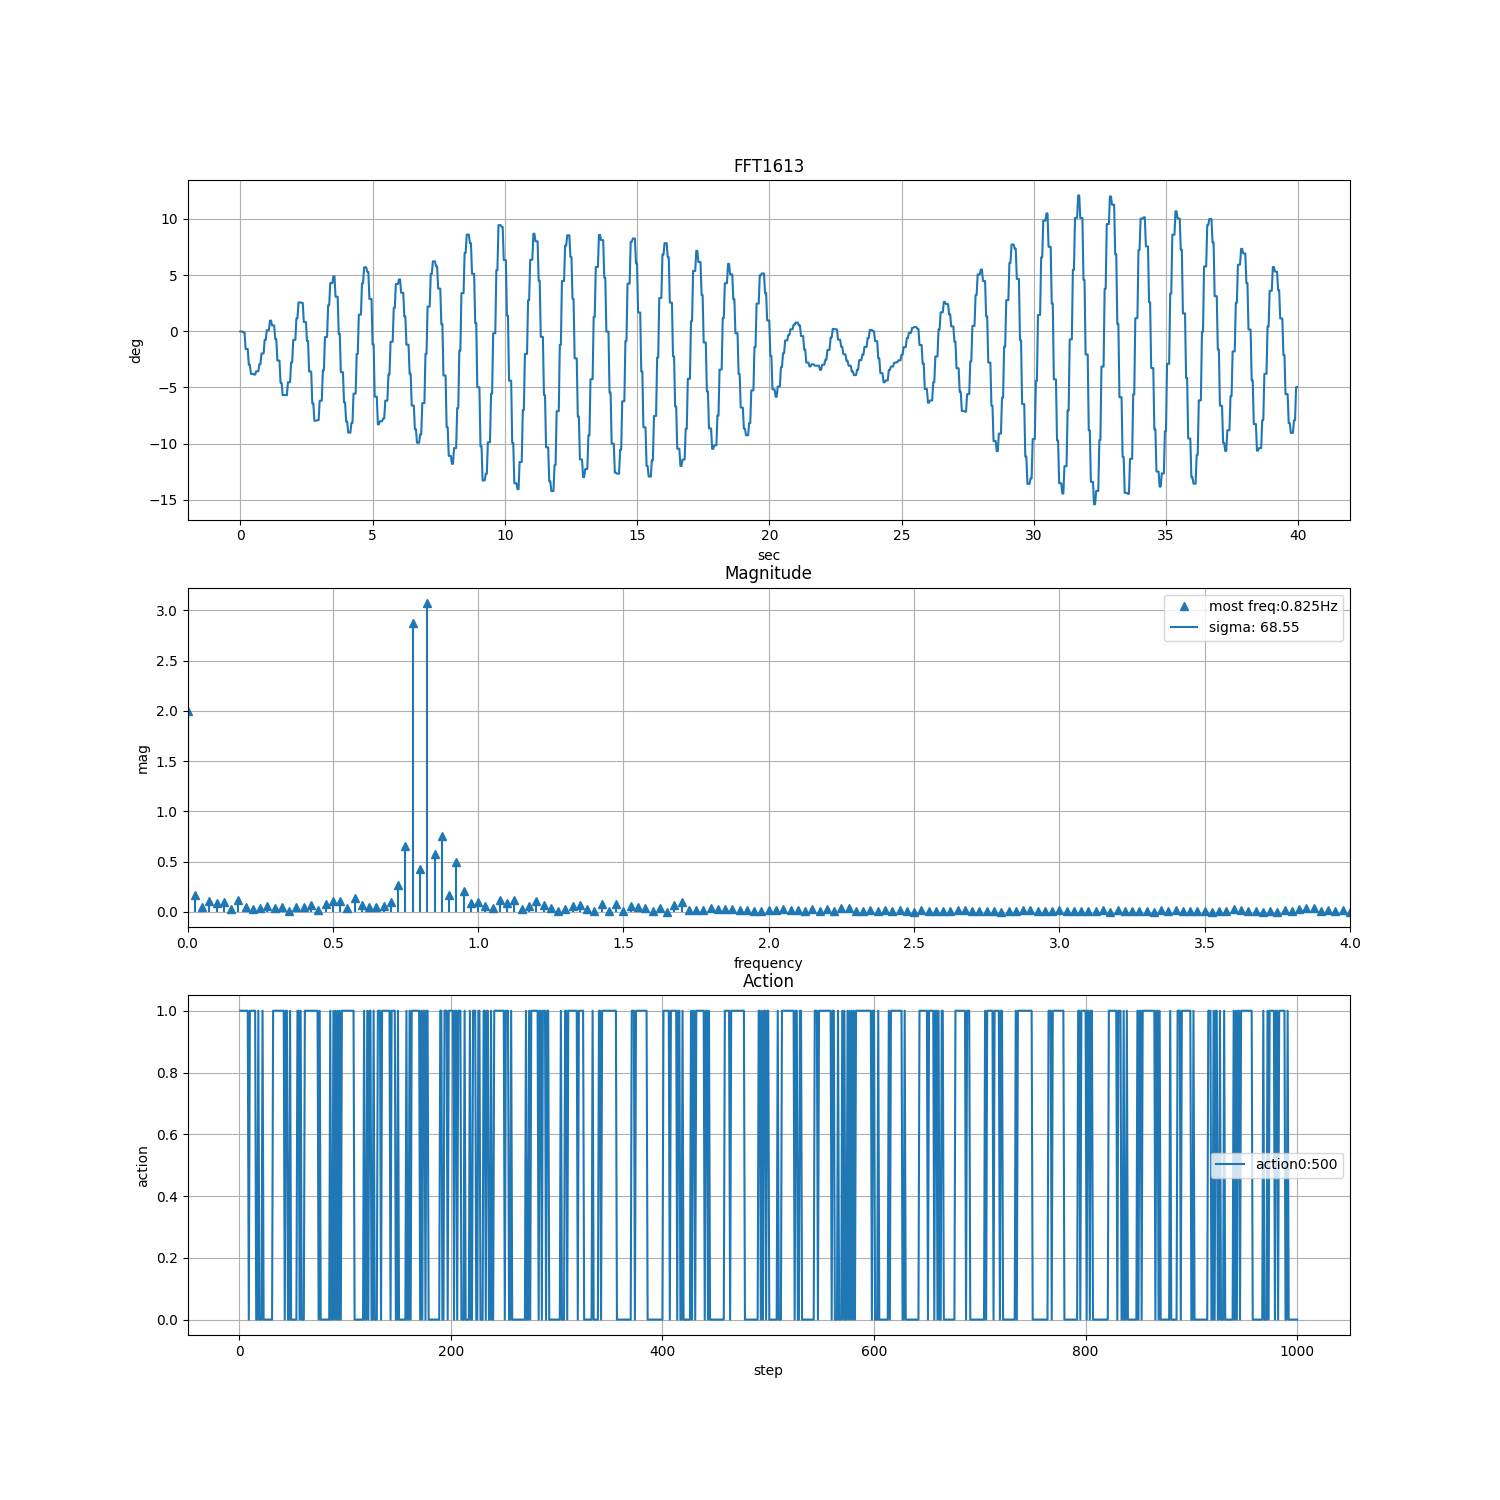 FFT1613
10
5
0
−5
−10
−15
deg
0 5 10 15 20 25 30 35 40
sec
Magnitude
most freq:0.825Hz
sigma: 68.55
3.0
2.5
2.0
1.5
1.0
0.5
0.0
mag
0.0 0.5 1.0 1.5 2.0 2.5 3.0 3.5 4.0
frequency
Action
1.0
0.8
0.6
0.4
0.2
0.0
action
action0:500
0 200 400 600 800 1000
step